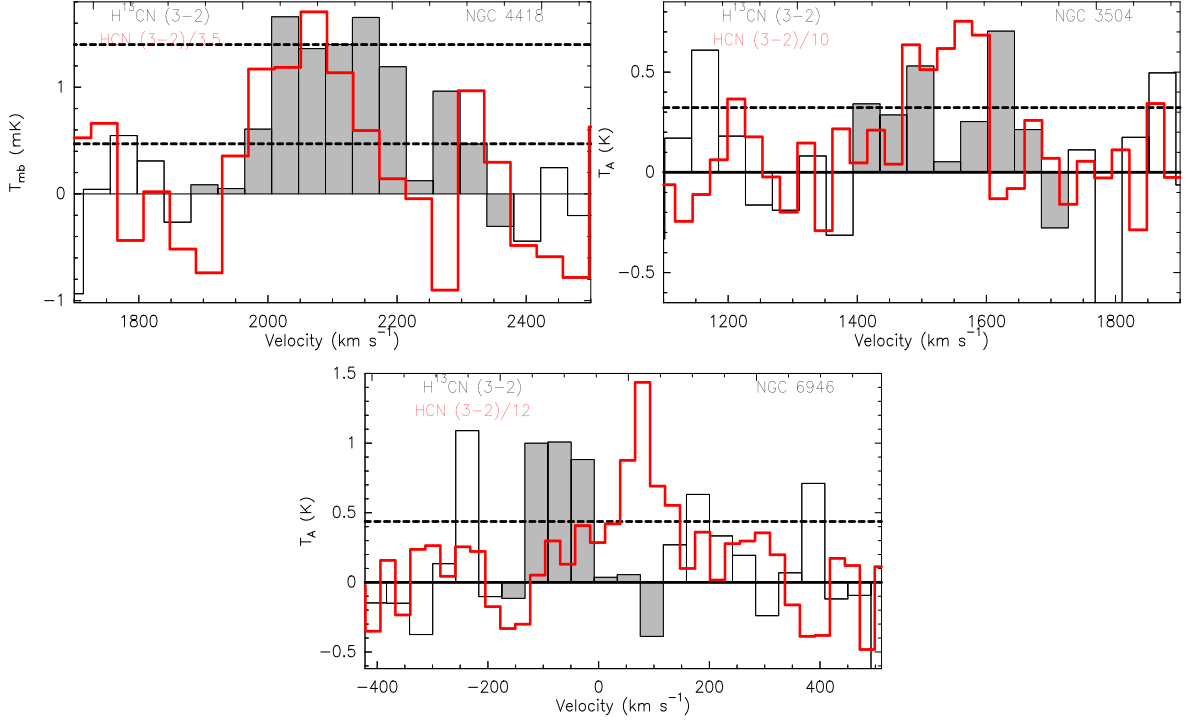 H¹³CN (3−2) NGC 4418
HCN (3−2)/3.5
1
0
−1
T_mb (mK)
1800 2000 2200 2400
Velocity (km s⁻¹)
H¹³CN (3−2) NGC 3504
HCN (3−2)/10
0.5
0
−0.5
T_A (K)
1200 1400 1600 1800
Velocity (km s⁻¹)
H¹³CN (3−2) NGC 6946
HCN (3−2)/12
1.5
1
0.5
0
−0.5
T_A (K)
−400 −200 0 200 400
Velocity (km s⁻¹)